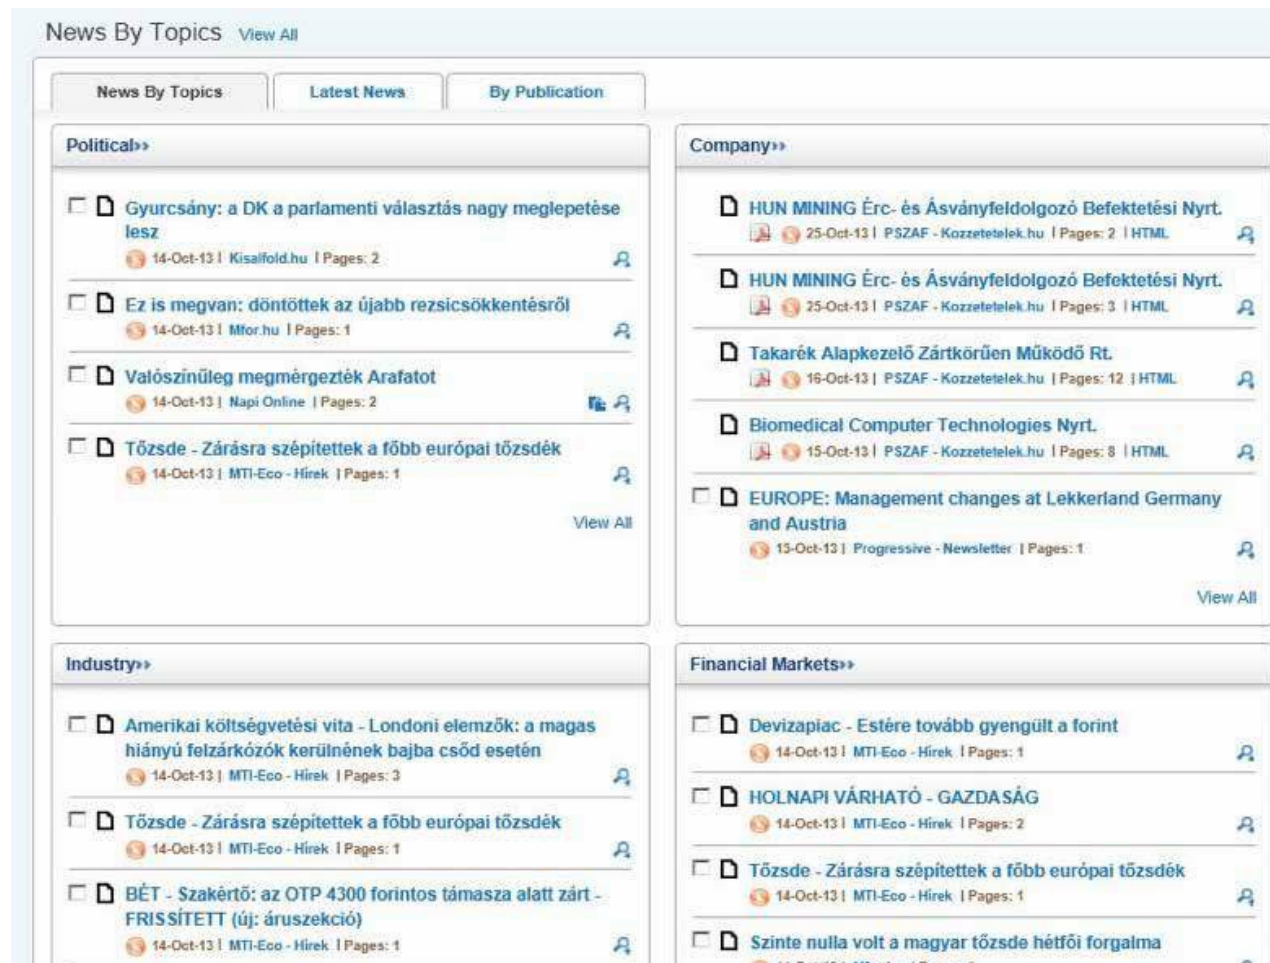 News By Topics View All
News By Topics
Latest News
By Publication
Political
Gyurcsány: a DK a parlamenti választás nagy meglepetése
lesz
14-Oct-13 | Kisalfold.hu | Pages: 2
Ez is megvan: döntöttek az újabb rezsicsökkentésről
14-Oct-13 | Mfor.hu | Pages: 1
Valószínűleg megmérgezték Arafatot
14-Oct-13 | Napi Online | Pages: 2
Tőzsde - Zárásra szépítettek a főbb európai tőzsdék
14-Oct-13 | MTI-Eco - Hírek | Pages: 1
View All
Company
HUN MINING Érc- és Ásványfeldolgozó Befektetési Nyrt.
25-Oct-13 | PSZAF - Kozzetetelek.hu | Pages: 2 | HTML
HUN MINING Érc- és Ásványfeldolgozó Befektetési Nyrt.
25-Oct-13 | PSZAF - Kozzetetelek.hu | Pages: 3 | HTML
Takarék Alapkezelő Zártkörűen Működő Rt.
16-Oct-13 | PSZAF - Kozzetetelek.hu | Pages: 12 | HTML
Biomedical Computer Technologies Nyrt.
15-Oct-13 | PSZAF - Kozzetetelek.hu | Pages: 8 | HTML
EUROPE: Management changes at Lekkerland Germany
and Austria
15-Oct-13 | Progressive - Newsletter | Pages: 1
View All
Industry
Amerikai költségvetési vita - Londoni elemzők: a magas
hiányú felzárkózók kerülnének bajba csőd esetén
14-Oct-13 | MTI-Eco - Hírek | Pages: 3
Tőzsde - Zárásra szépítettek a főbb európai tőzsdék
14-Oct-13 | MTI-Eco - Hírek | Pages: 1
BÉT - Szakértő: az OTP 4300 forintos támasza alatt zárt -
FRISSÍTETT (új: áruszekció)
14-Oct-13 | MTI-Eco - Hírek | Pages: 1
Financial Markets
Devizapiac - Estére tovább gyengült a forint
14-Oct-13 | MTI-Eco - Hírek | Pages: 1
HOLNAPI VÁRHATÓ - GAZDASÁG
14-Oct-13 | MTI-Eco - Hírek | Pages: 2
Tőzsde - Zárásra szépítettek a főbb európai tőzsdék
14-Oct-13 | MTI-Eco - Hírek | Pages: 1
Szinte nulla volt a magyar tőzsde hétfői forgalma